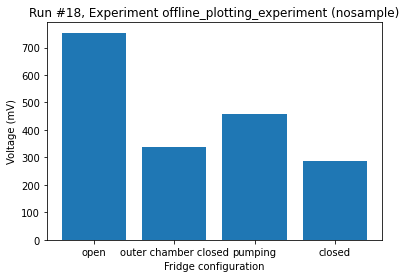 Run #18, Experiment offline_plotting_experiment (nosample)
Voltage (mV)
700
600
500
400
300
200
100
0
open
outer chamber closed
pumping
closed
Fridge configuration